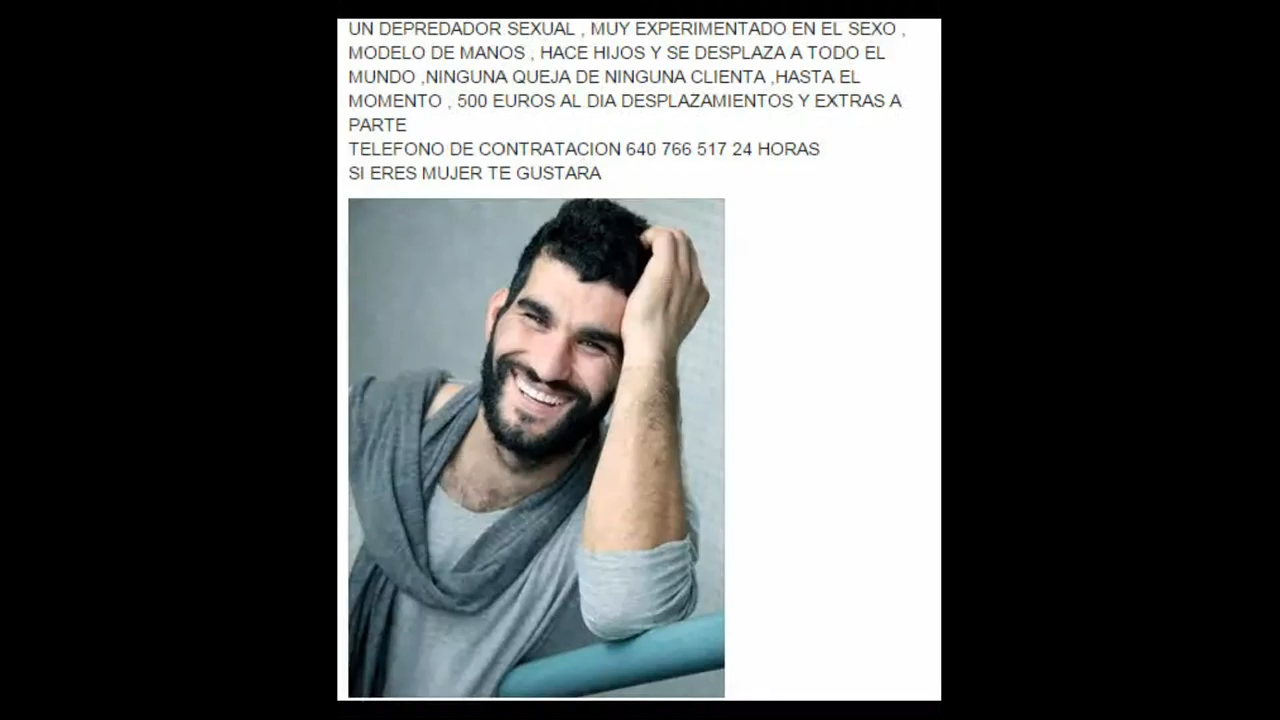 UN DEPREDADOR SEXUAL , MUY EXPERIMENTADO EN EL SEXO ,
MODELO DE MANOS , HACE HIJOS Y SE DESPLAZA A TODO EL
MUNDO ,NINGUNA QUEJA DE NINGUNA CLIENTA ,HASTA EL
MOMENTO , 500 EUROS AL DIA DESPLAZAMIENTOS Y EXTRAS A
PARTE
TELEFONO DE CONTRATACION 640 766 517 24 HORAS
SI ERES MUJER TE GUSTARA